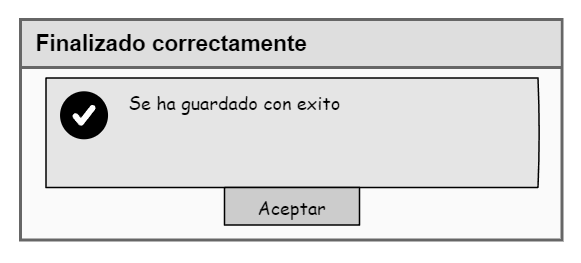 Finalizado correctamente
Se ha guardado con exito
Aceptar